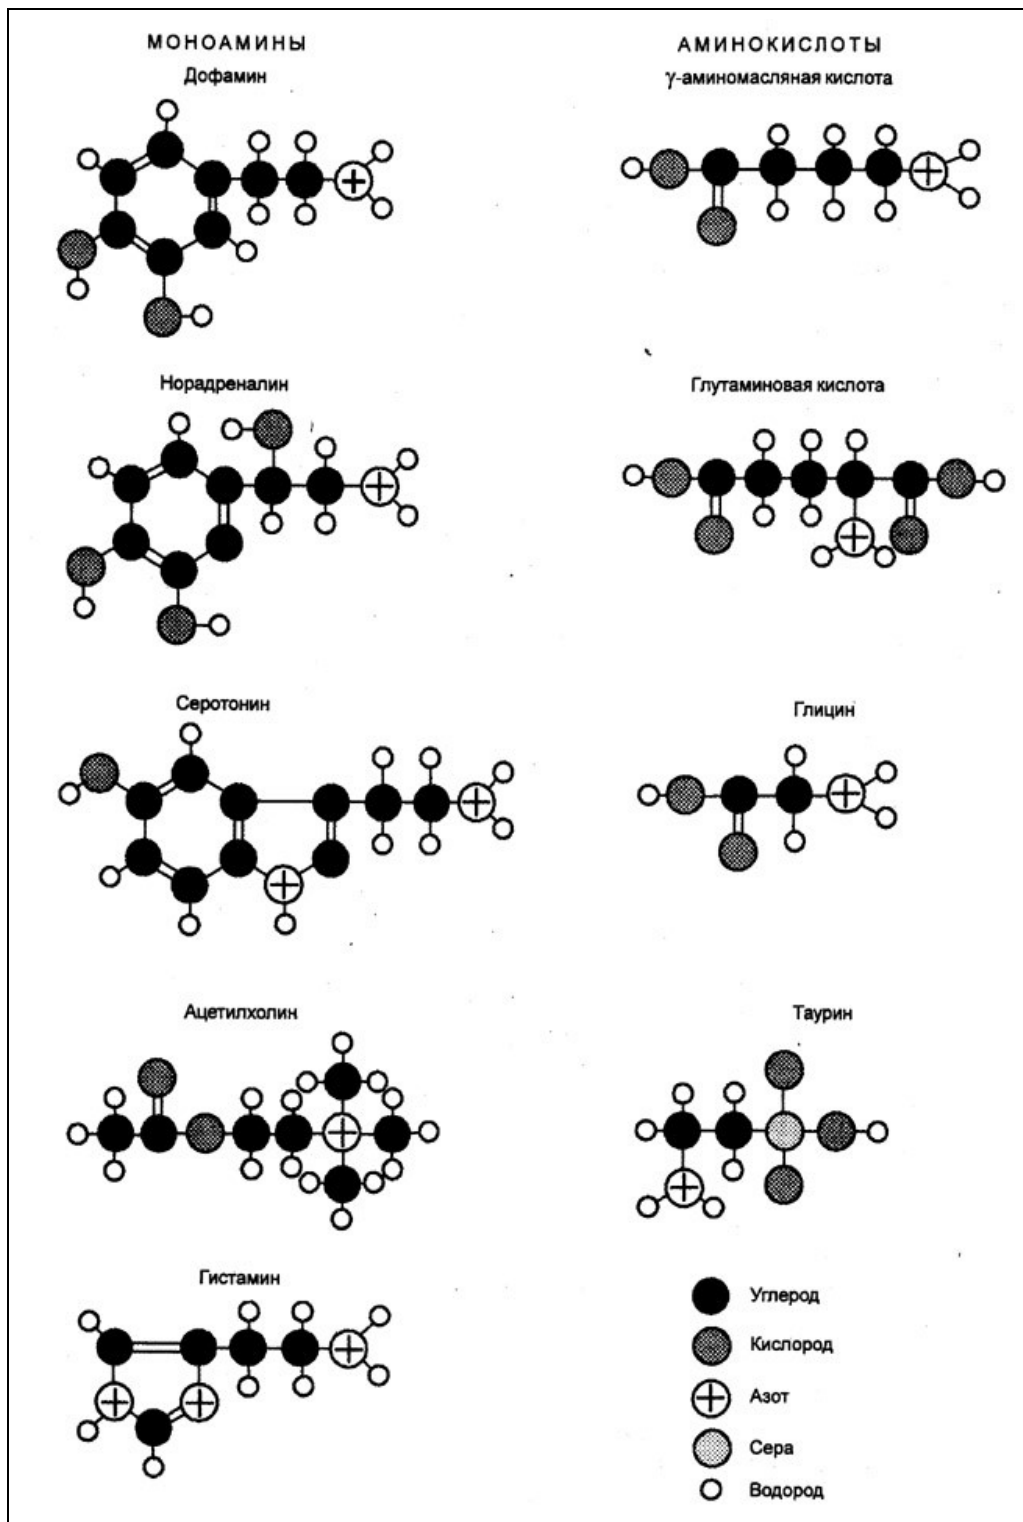 МОНОАМИНЫ
Дофамин
Норадреналин
Серотонин
Ацетилхолин
Гистамин
АМИНОКИСЛОТЫ
γ-аминомасляная кислота
Глутаминовая кислота
Глицин
Таурин
Углерод
Кислород
Азот
Сера
Водород